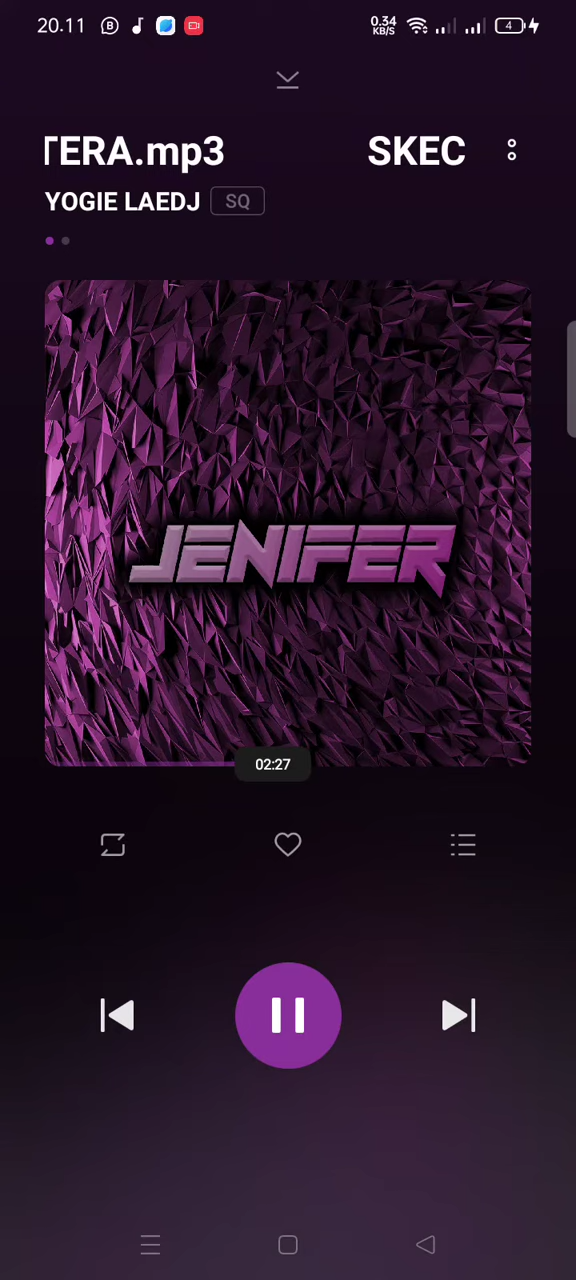 20.11 0.34 KB/S 4
TERA.mp3 SKEC
YOGIE LAEDJ SQ
JENIFER
02:27